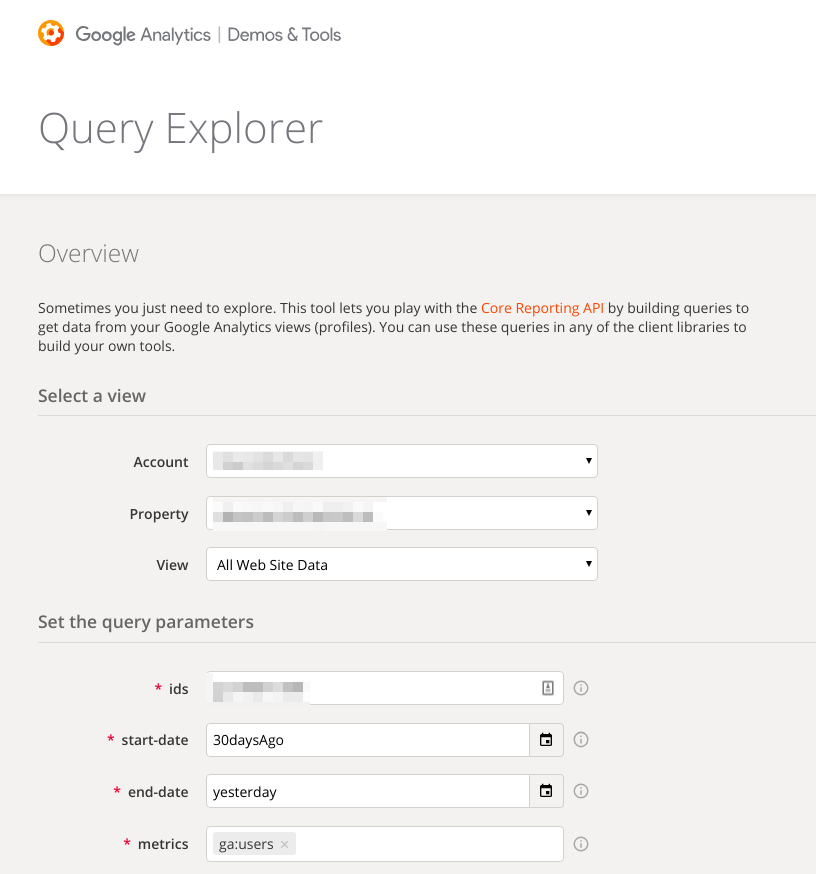 Google Analytics | Demos & Tools
Query Explorer
Overview
Sometimes you just need to explore. This tool lets you play with the Core Reporting API by building queries to
get data from your Google Analytics views (profiles). You can use these queries in any of the client libraries to
build your own tools.
Select a view
Account
Property
View All Web Site Data
Set the query parameters
* ids
* start-date 30daysAgo
* end-date yesterday
* metrics ga:users ×